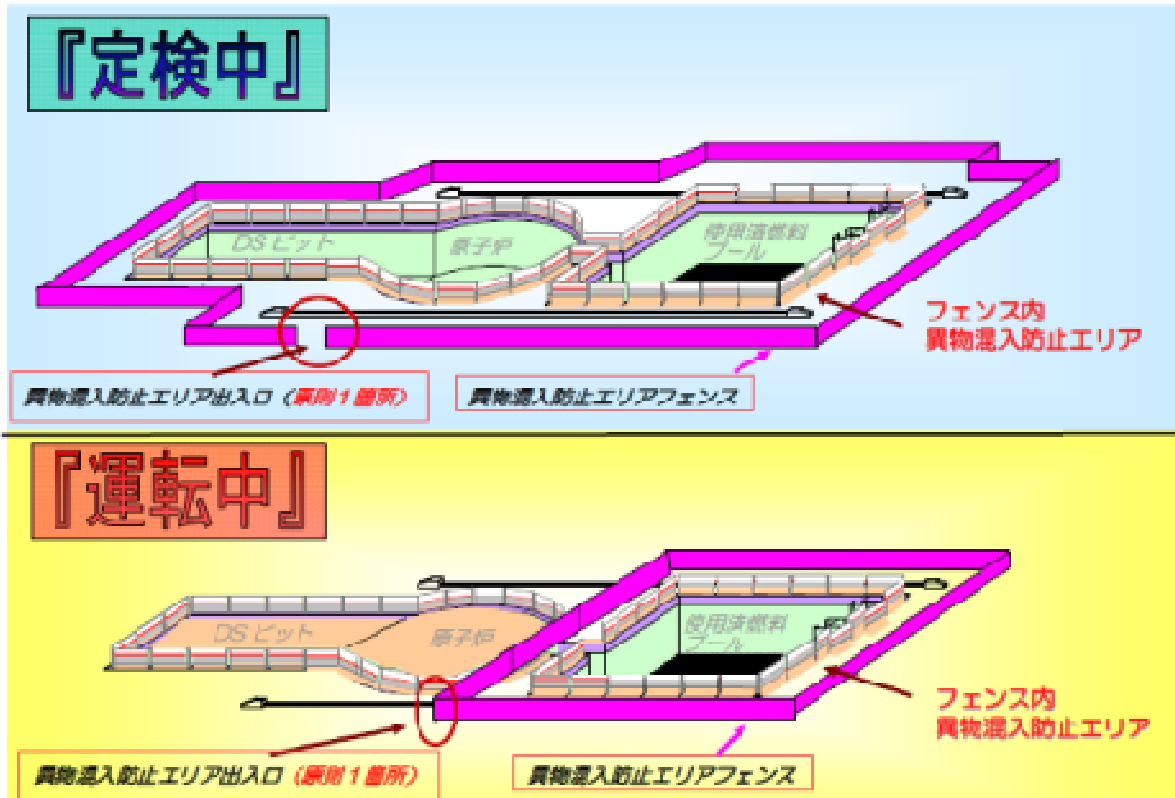 『定検中』
DSピット
原子炉
使用済燃料
プール
フェンス内
異物混入防止エリア
異物混入防止エリア出入口（原則１箇所）
異物混入防止エリアフェンス
『運転中』
DSピット
原子炉
使用済燃料
プール
フェンス内
異物混入防止エリア
異物混入防止エリア出入口（原則１箇所）
異物混入防止エリアフェンス